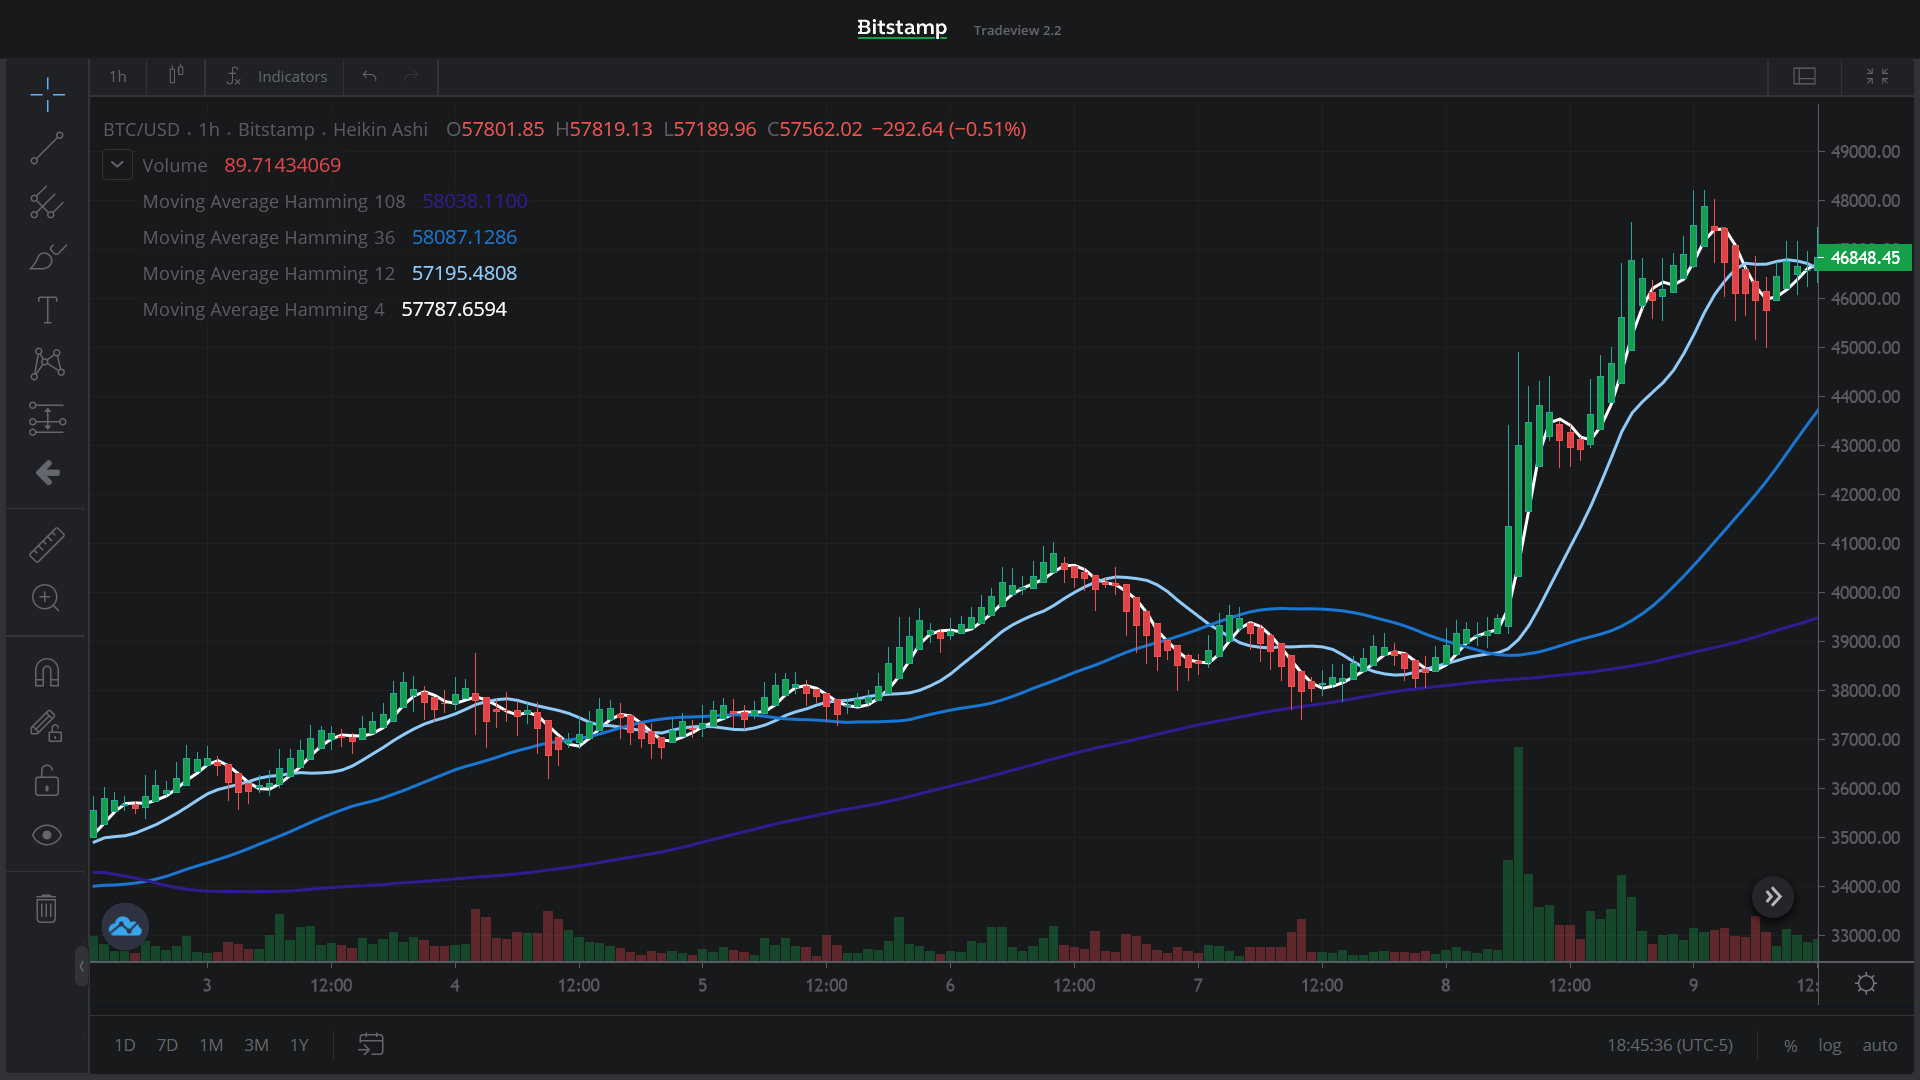 Bitstamp Tradeview 2.2
1h Indicators
BTC/USD . 1h . Bitstamp . Heikin Ashi O57801.85 H57819.13 L57189.96 C57562.02 −292.64 (−0.51%)
Volume 89.71434069
Moving Average Hamming 108 58038.1100
Moving Average Hamming 36 58087.1286
Moving Average Hamming 12 57195.4808
Moving Average Hamming 4 57787.6594
49000.00
48000.00
46848.45
46000.00
45000.00
44000.00
43000.00
42000.00
41000.00
40000.00
39000.00
38000.00
37000.00
36000.00
35000.00
34000.00
33000.00
3 12:00 4 12:00 5 12:00 6 12:00 7 12:00 8 12:00 9 12:
1D 7D 1M 3M 1Y 18:45:36 (UTC-5) % log auto